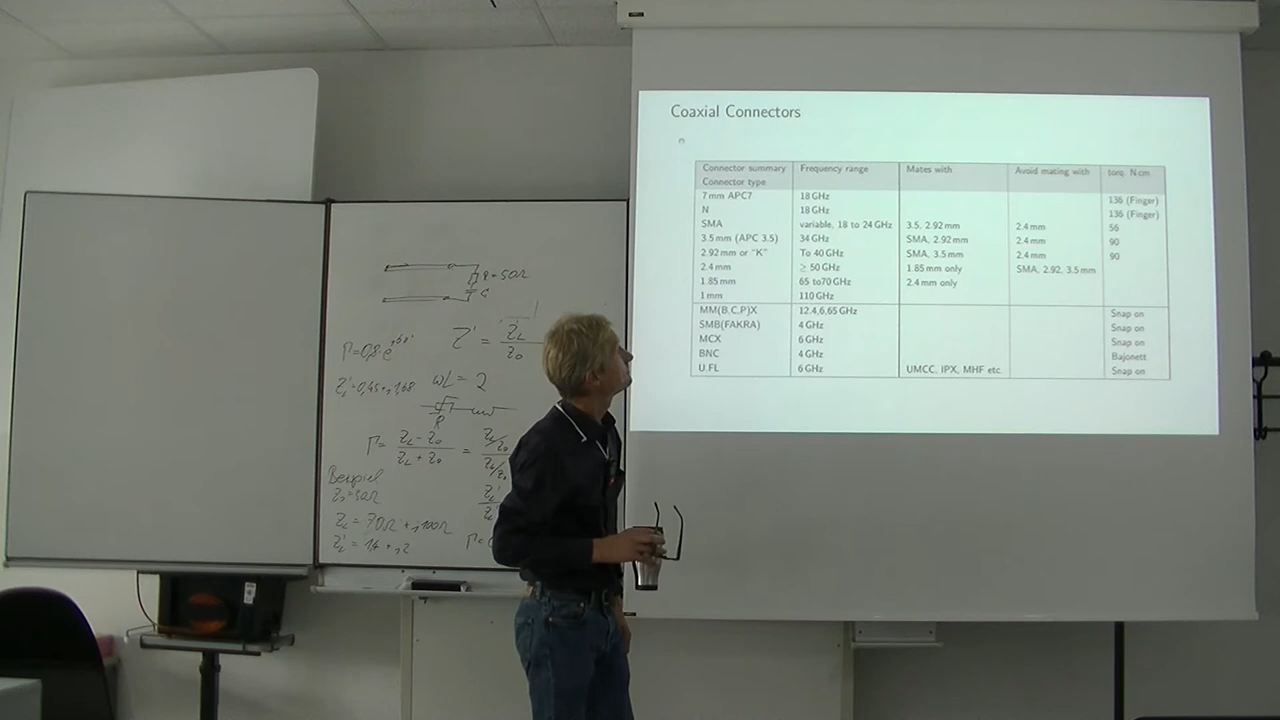 R=50Ω
C
Γ=0,8·e
Z' = Z_L / Z_0
ωL = 2
R
Γ = Z_L - Z_0 / Z_L + Z_0 = Z_L/Z_0
Beispiel
Z_0=50Ω
Z_L = 70Ω + j100Ω
Z_L' = 1,4 + j2
Coaxial Connectors
Connector summary Frequency range Mates with Avoid mating with torq. N cm
Connector type
7 mm APC7 18 GHz 136 (Finger)
N 18 GHz 136 (Finger)
SMA variable, 18 to 24 GHz 3.5, 2.92 mm 2.4 mm 56
3.5 mm (APC 3.5) 34 GHz SMA, 2.92 mm 2.4 mm 90
2.92 mm or "K" To 40 GHz SMA, 3.5 mm 2.4 mm 90
2.4 mm ≥ 50 GHz 1.85 mm only SMA, 2.92, 3.5 mm
1.85 mm 65 to70 GHz 2.4 mm only
1 mm 110 GHz
MM(B,C,P)X 12.4,6,65 GHz Snap on
SMB(FAKRA) 4 GHz Snap on
MCX 6 GHz Snap on
BNC 4 GHz Bajonett
U.FL 6 GHz UMCC, IPX, MHF etc. Snap on